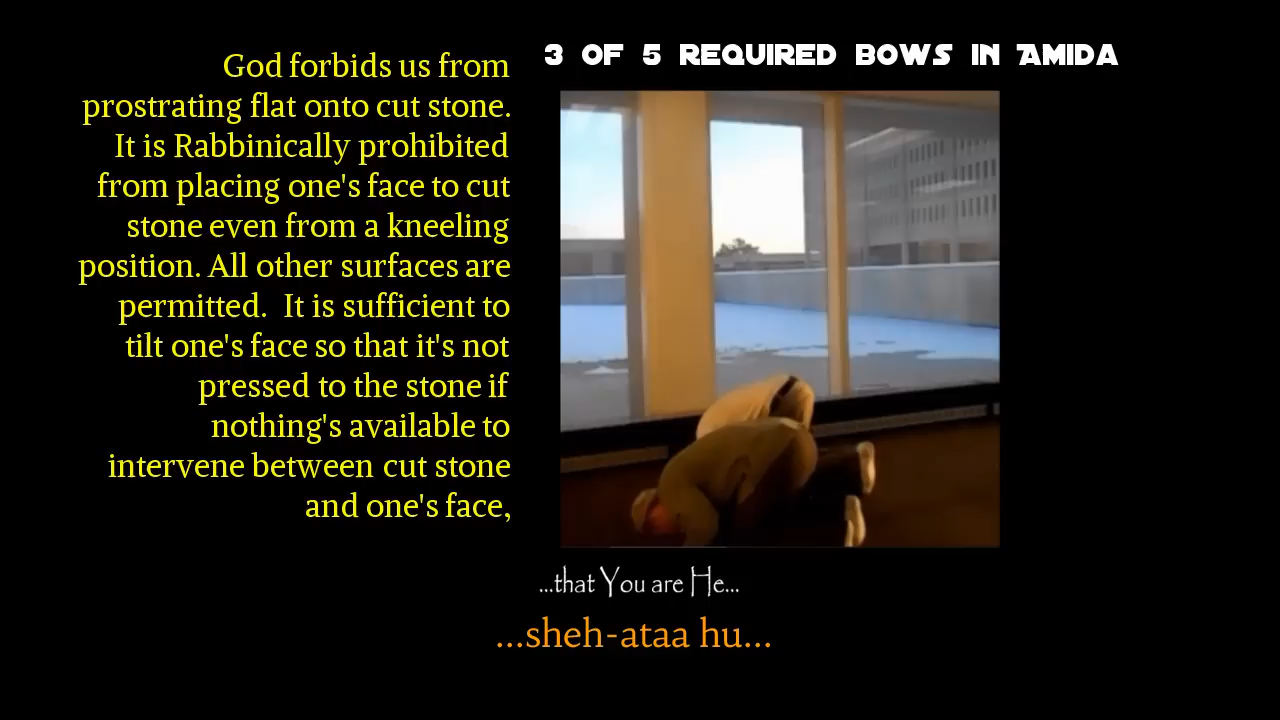 3 OF 5 REQUIRED BOWS IN AMIDA
God forbids us from
prostrating flat onto cut stone.
It is Rabbinically prohibited
from placing one's face to cut
stone even from a kneeling
position. All other surfaces are
permitted.  It is sufficient to
tilt one's face so that it's not
pressed to the stone if
nothing's available to
intervene between cut stone
and one's face,
...that You are He...
...sheh-ataa hu...